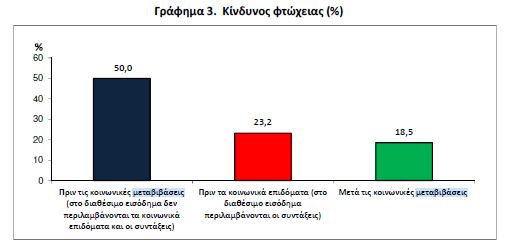 Γράφημα 3. Κίνδυνος φτώχειας (%)
%
60
50
40
30
20
10
0
50,0
23,2
18,5
Πριν τις κοινωνικές μεταβιβάσεις
(στο διαθέσιμο εισόδημα δεν
περιλαμβάνονται τα κοινωνικά
επιδόματα και οι συντάξεις)
Πριν τα κοινωνικά επιδόματα (στο
διαθέσιμο εισόδημα
περιλαμβάνονται οι συντάξεις)
Μετά τις κοινωνικές μεταβιβάσεις